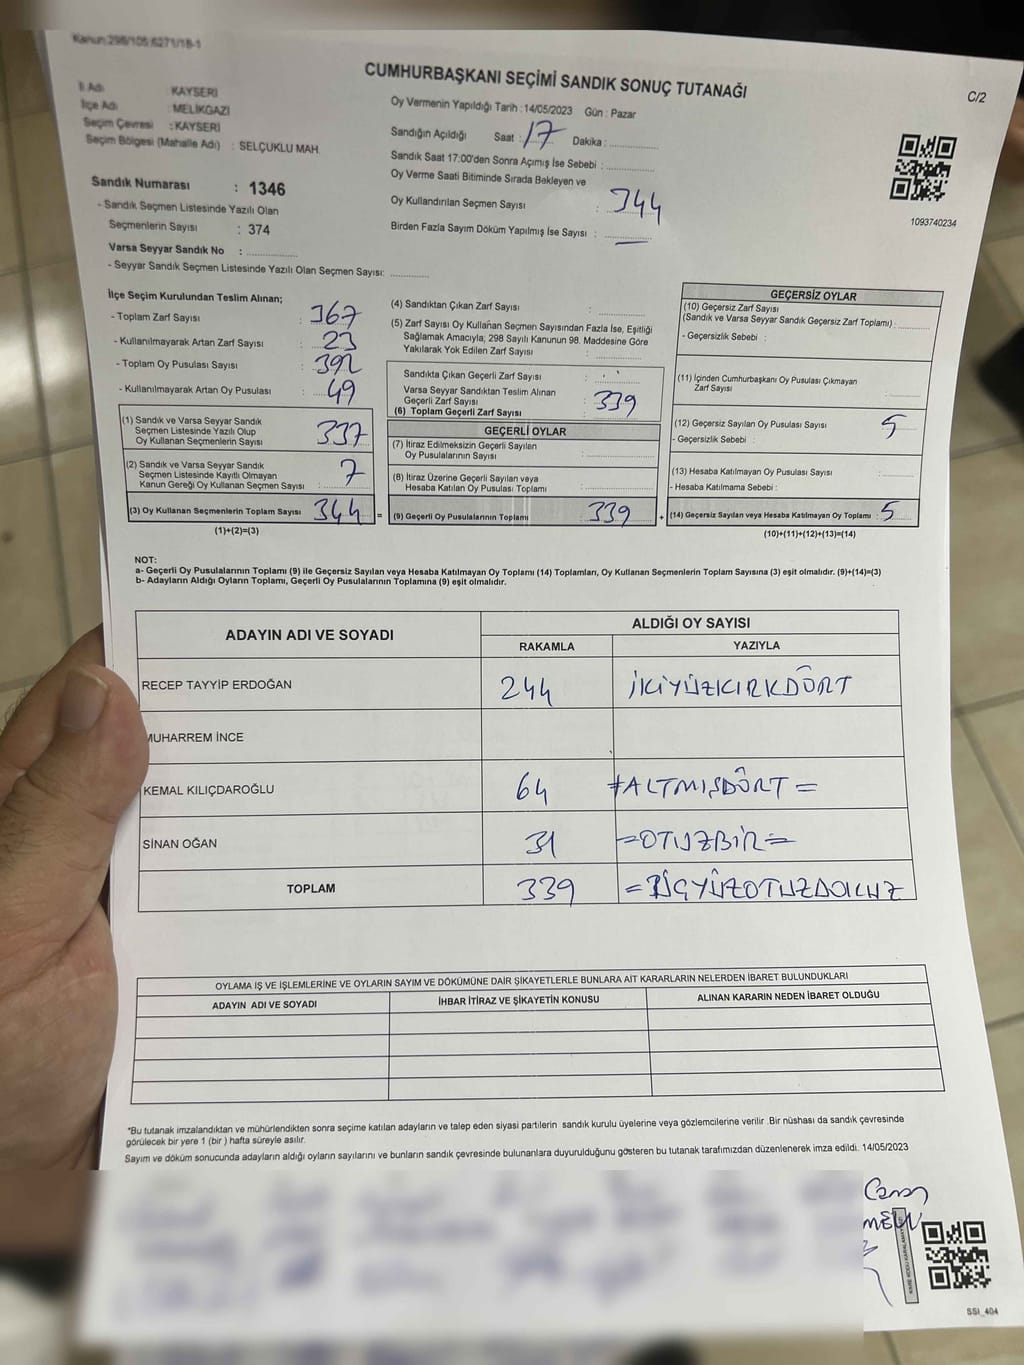 Kanun:298/105:6271/18-1
CUMHURBAŞKANI SEÇİMİ SANDIK SONUÇ TUTANAĞI
C/2
İl Adı : KAYSERİ
İlçe Adı : MELİKGAZİ
Seçim Çevresi : KAYSERİ
Seçim Bölgesi (Mahalle Adı) : SELÇUKLU MAH.
Sandık Numarası : 1346
- Sandık Seçmen Listesinde Yazılı Olan
Seçmenlerin Sayısı : 374
Varsa Seyyar Sandık No :
- Seyyar Sandık Seçmen Listesinde Yazılı Olan Seçmen Sayısı:
Oy Vermenin Yapıldığı Tarih : 14/05/2023 Gün : Pazar
Sandığın Açıldığı Saat : 17 Dakika :
Sandık Saat 17:00'den Sonra Açımış İse Sebebi :
Oy Verme Saati Bitiminde Sırada Bekleyen ve
Oy Kullandırılan Seçmen Sayısı : 344
Birden Fazla Sayım Döküm Yapılmış İse Sayısı :
1093740234
İlçe Seçim Kurulundan Teslim Alınan;
- Toplam Zarf Sayısı : 367
- Kullanılmayarak Artan Zarf Sayısı : 23
- Toplam Oy Pusulası Sayısı : 392
- Kullanılmayarak Artan Oy Pusulası : 49
(1) Sandık ve Varsa Seyyar Sandık
Seçmen Listesinde Yazılı Olup
Oy Kullanan Seçmenlerin Sayısı : 337
(2) Sandık ve Varsa Seyyar Sandık
Seçmen Listesinde Kayıtlı Olmayan
Kanun Gereği Oy Kullanan Seçmen Sayısı : 7
(3) Oy Kullanan Seçmenlerin Toplam Sayısı : 344 =
(1)+(2)=(3)
(4) Sandıktan Çıkan Zarf Sayısı :
(5) Zarf Sayısı Oy Kullanan Seçmen Sayısından Fazla İse, Eşitliği
Sağlamak Amacıyla; 298 Sayılı Kanunun 98. Maddesine Göre
Yakılarak Yok Edilen Zarf Sayısı :
Sandıkta Çıkan Geçerli Zarf Sayısı :
Varsa Seyyar Sandıktan Teslim Alınan
Geçerli Zarf Sayısı :
(6) Toplam Geçerli Zarf Sayısı : 339
GEÇERLİ OYLAR
(7) İtiraz Edilmeksizin Geçerli Sayılan
Oy Pusulalarının Sayısı :
(8) İtiraz Üzerine Geçerli Sayılan veya
Hesaba Katılan Oy Pusulası Toplamı :
(9) Geçerli Oy Pusulalarının Toplamı : 339 +
GEÇERSİZ OYLAR
(10) Geçersiz Zarf Sayısı
(Sandık ve Varsa Seyyar Sandık Geçersiz Zarf Toplamı) :
- Geçersizlik Sebebi :
(11) İçinden Cumhurbaşkanı Oy Pusulası Çıkmayan
Zarf Sayısı :
(12) Geçersiz Sayılan Oy Pusulası Sayısı : 5
- Geçersizlik Sebebi :
(13) Hesaba Katılmayan Oy Pusulası Sayısı :
- Hesaba Katılmama Sebebi :
(14) Geçersiz Sayılan veya Hesaba Katılmayan Oy Toplamı : 5
(10)+(11)+(12)+(13)=(14)
NOT:
a- Geçerli Oy Pusulalarının Toplamı (9) ile Geçersiz Sayılan veya Hesaba Katılmayan Oy Toplamı (14) Toplamları, Oy Kullanan Seçmenlerin Toplam Sayısına (3) eşit olmalıdır. (9)+(14)=(3)
b- Adayların Aldığı Oyların Toplamı, Geçerli Oy Pusulalarının Toplamına (9) eşit olmalıdır.
ADAYIN ADI VE SOYADI ALDIĞI OY SAYISI
RAKAMLA YAZIYLA
RECEP TAYYİP ERDOĞAN 244 İKİYÜZKIRKDÖRT
MUHARREM İNCE
KEMAL KILIÇDAROĞLU 64 ALTMIŞDÖRT =
SİNAN OĞAN 31 =OTUZBİR=
TOPLAM 339 =ÜÇYÜZOTUZDOKUZ
OYLAMA İŞ VE İŞLEMLERİNE VE OYLARIN SAYIM VE DÖKÜMÜNE DAİR ŞİKAYETLERLE BUNLARA AİT KARARLARIN NELERDEN İBARET BULUNDUKLARI
ADAYIN ADI VE SOYADI İHBAR İTİRAZ VE ŞİKAYETİN KONUSU ALINAN KARARIN NEDEN İBARET OLDUĞU
*Bu tutanak imzalandıktan ve mühürlendikten sonra seçime katılan adayların ve talep eden siyasi partilerin sandık kurulu üyelerine veya gözlemcilerine verilir .Bir nüshası da sandık çevresinde
görülecek bir yere 1 (bir ) hafta süreyle asılır.
Sayım ve döküm sonucunda adayların aldığı oyların sayılarını ve bunların sandık çevresinde bulunanlara duyurulduğunu gösteren bu tutanak tarafımızdan düzenlenerek imza edildi. 14/05/2023
SSI_404